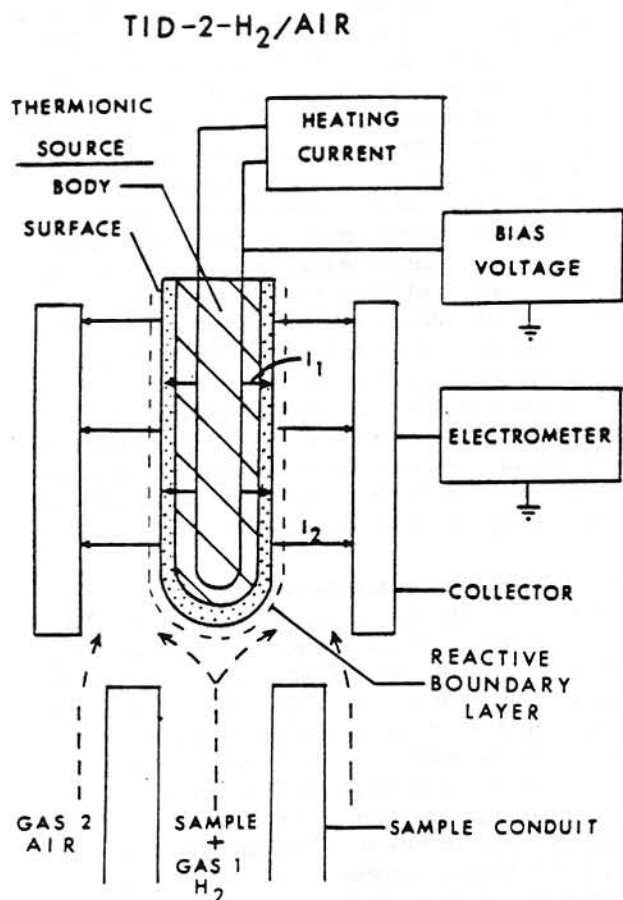 TID-2-H2/AIR
THERMIONIC
SOURCE
BODY
SURFACE
HEATING
CURRENT
BIAS
VOLTAGE
I1
ELECTROMETER
I2
COLLECTOR
REACTIVE
BOUNDARY
LAYER
GAS 2
AIR
SAMPLE
+
GAS 1
H2
SAMPLE CONDUIT